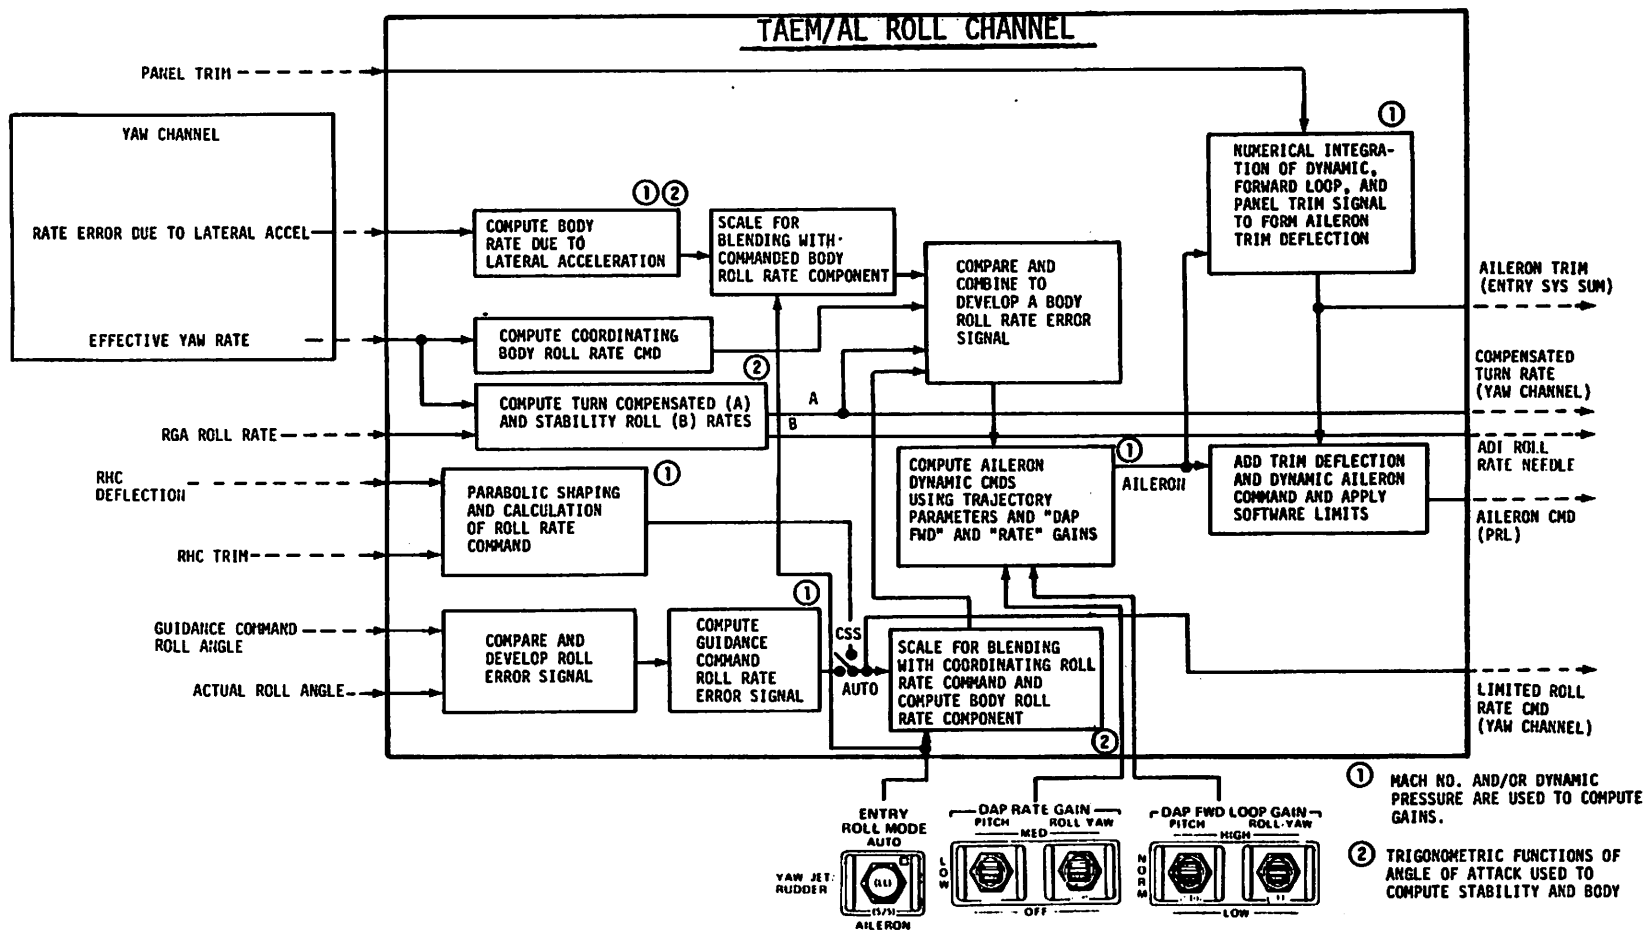 TAEM/AL ROLL CHANNEL
PANEL TRIM
YAW CHANNEL
RATE ERROR DUE TO LATERAL ACCEL
EFFECTIVE YAW RATE
RGA ROLL RATE
RHC
DEFLECTION
RHC TRIM
GUIDANCE COMMAND
ROLL ANGLE
ACTUAL ROLL ANGLE
1 2
COMPUTE BODY
RATE DUE TO
LATERAL ACCELERATION
SCALE FOR
BLENDING WITH
COMMANDED BODY
ROLL RATE COMPONENT
COMPUTE COORDINATING
BODY ROLL RATE CMD
2
COMPUTE TURN COMPENSATED (A)
AND STABILITY ROLL (B) RATES
A
B
1
PARABOLIC SHAPING
AND CALCULATION
OF ROLL RATE
COMMAND
COMPARE AND
DEVELOP ROLL
ERROR SIGNAL
1
COMPUTE
GUIDANCE
COMMAND
ROLL RATE
ERROR SIGNAL
CSS
AUTO
COMPARE AND
COMBINE TO
DEVELOP A BODY
ROLL RATE ERROR
SIGNAL
1
COMPUTE AILERON
DYNAMIC CMDS
USING TRAJECTORY
PARAMETERS AND "DAP
FWD" AND "RATE" GAINS
AILERON
SCALE FOR BLENDING
WITH COORDINATING ROLL
RATE COMMAND AND
COMPUTE BODY ROLL
RATE COMPONENT
2
1
NUMERICAL INTEGRA-
TION OF DYNAMIC,
FORWARD LOOP, AND
PANEL TRIM SIGNAL
TO FORM AILERON
TRIM DEFLECTION
ADD TRIM DEFLECTION
AND DYNAMIC AILERON
COMMAND AND APPLY
SOFTWARE LIMITS
AILERON TRIM
(ENTRY SYS SUM)
COMPENSATED
TURN RATE
(YAW CHANNEL)
ADI ROLL
RATE NEEDLE
AILERON CMD
(PRL)
LIMITED ROLL
RATE CMD
(YAW CHANNEL)
ENTRY
ROLL MODE
AUTO
YAW JET
RUDDER
AILERON
DAP RATE GAIN
PITCH ROLL YAW
MED
LOW
OFF
DAP FWD LOOP GAIN
PITCH ROLL-YAW
HIGH
NORM
LOW
1 MACH NO. AND/OR DYNAMIC
PRESSURE ARE USED TO COMPUTE
GAINS.
2 TRIGONOMETRIC FUNCTIONS OF
ANGLE OF ATTACK USED TO
COMPUTE STABILITY AND BODY